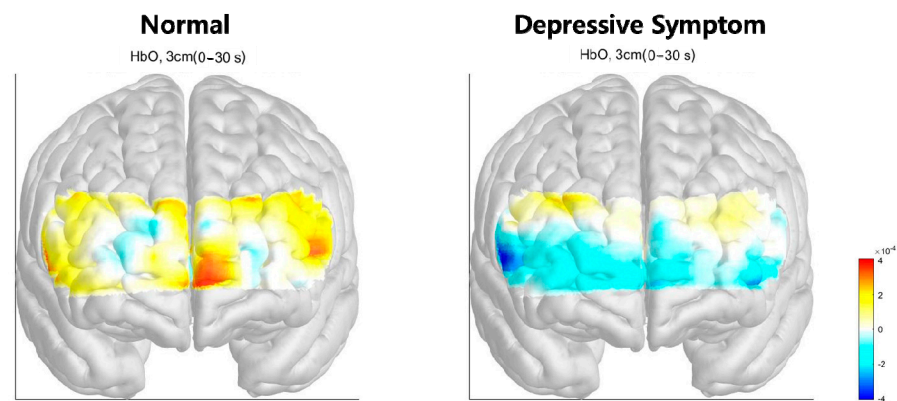 Normal
HbO, 3cm(0–30 s)
Depressive Symptom
HbO, 3cm(0–30 s)
×10⁻⁴
4
2
0
-2
-4